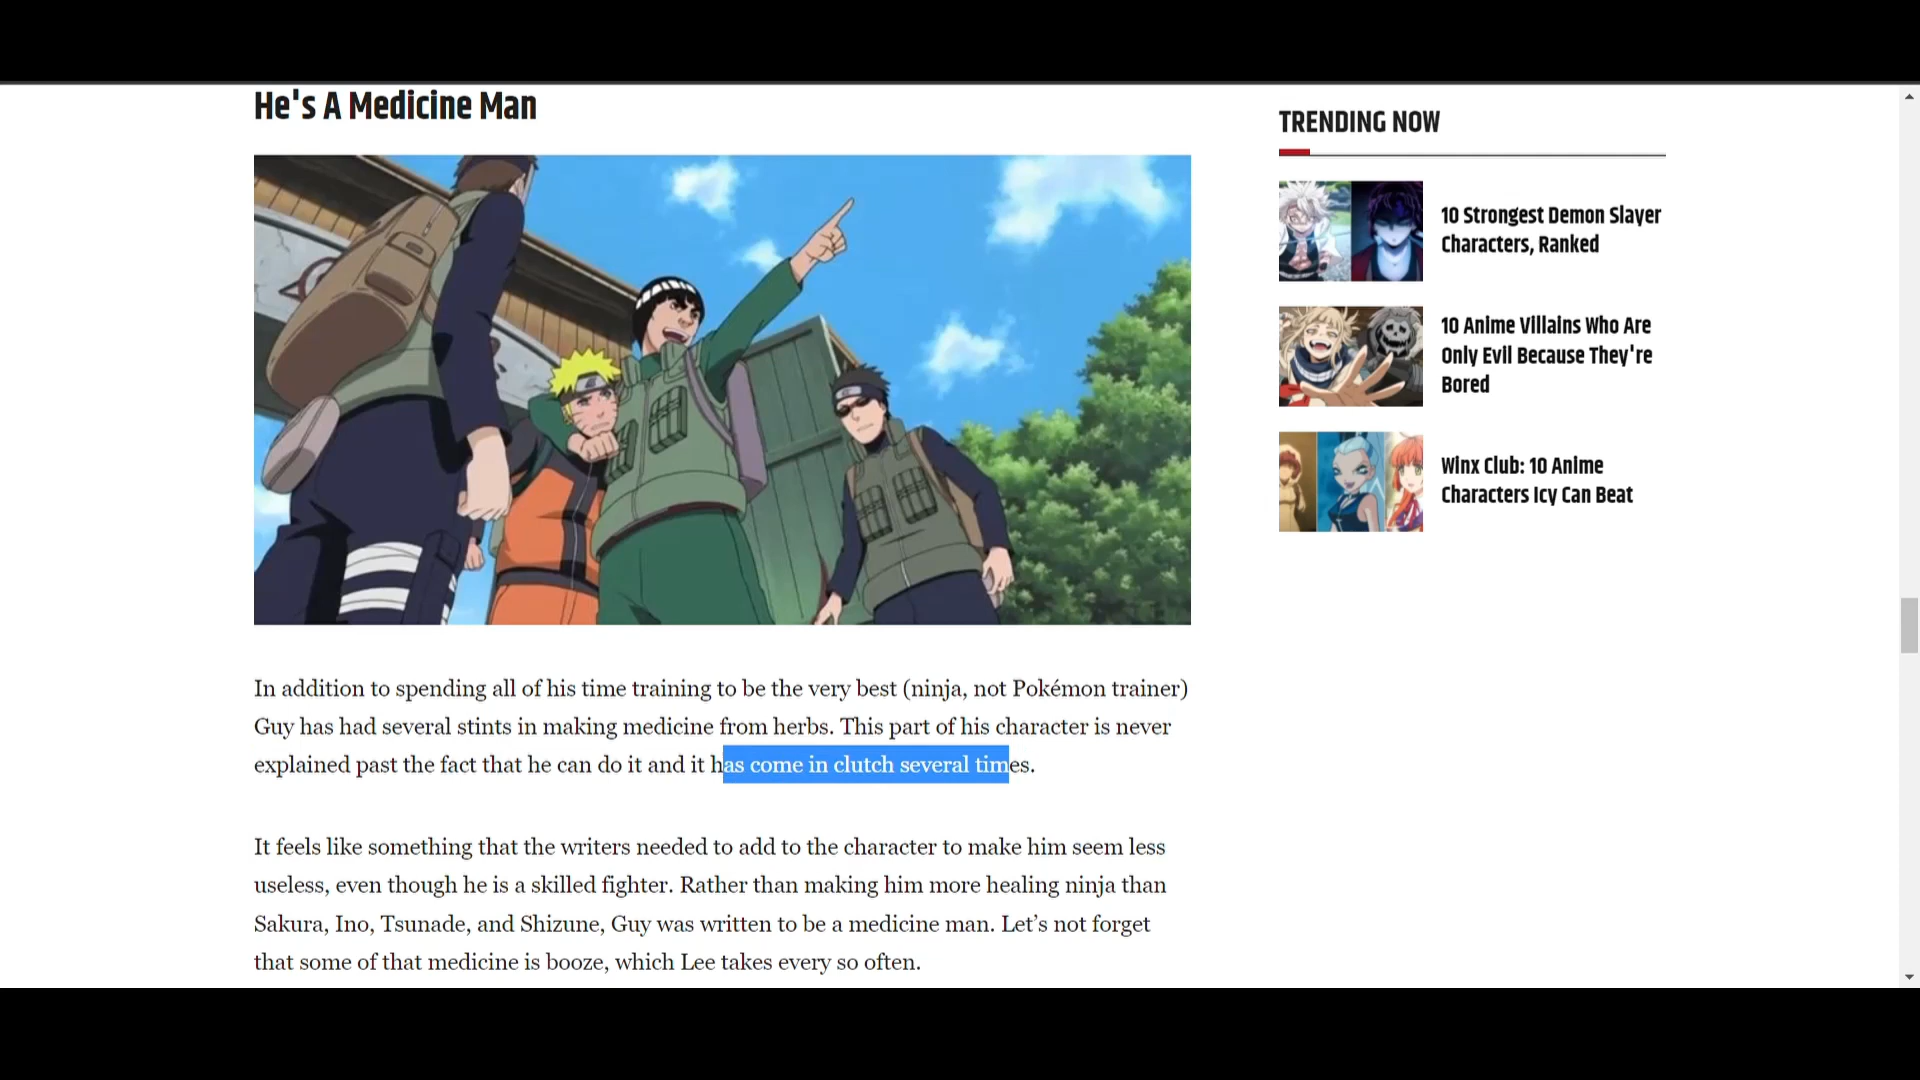 He's A Medicine Man
In addition to spending all of his time training to be the very best (ninja, not Pokémon trainer)
Guy has had several stints in making medicine from herbs. This part of his character is never
explained past the fact that he can do it and it has come in clutch several times.
It feels like something that the writers needed to add to the character to make him seem less
useless, even though he is a skilled fighter. Rather than making him more healing ninja than
Sakura, Ino, Tsunade, and Shizune, Guy was written to be a medicine man. Let’s not forget
that some of that medicine is booze, which Lee takes every so often.
TRENDING NOW
10 Strongest Demon Slayer
Characters, Ranked
10 Anime Villains Who Are
Only Evil Because They're
Bored
Winx Club: 10 Anime
Characters Icy Can Beat